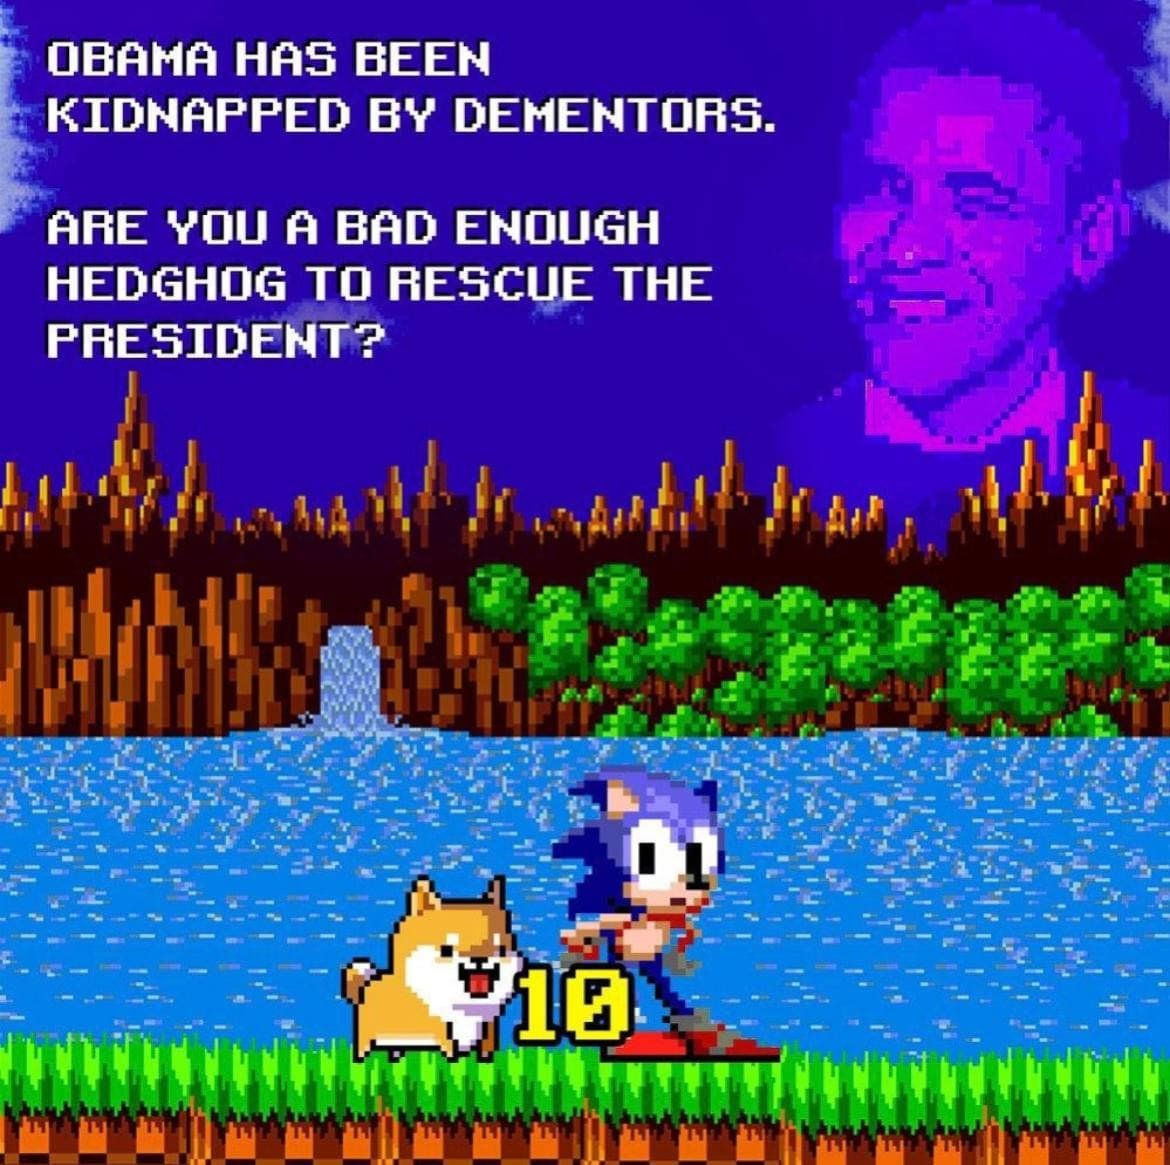 OBAMA HAS BEEN
KIDNAPPED BY DEMENTORS.
ARE YOU A BAD ENOUGH
HEDGHOG TO RESCUE THE
PRESIDENT?
10